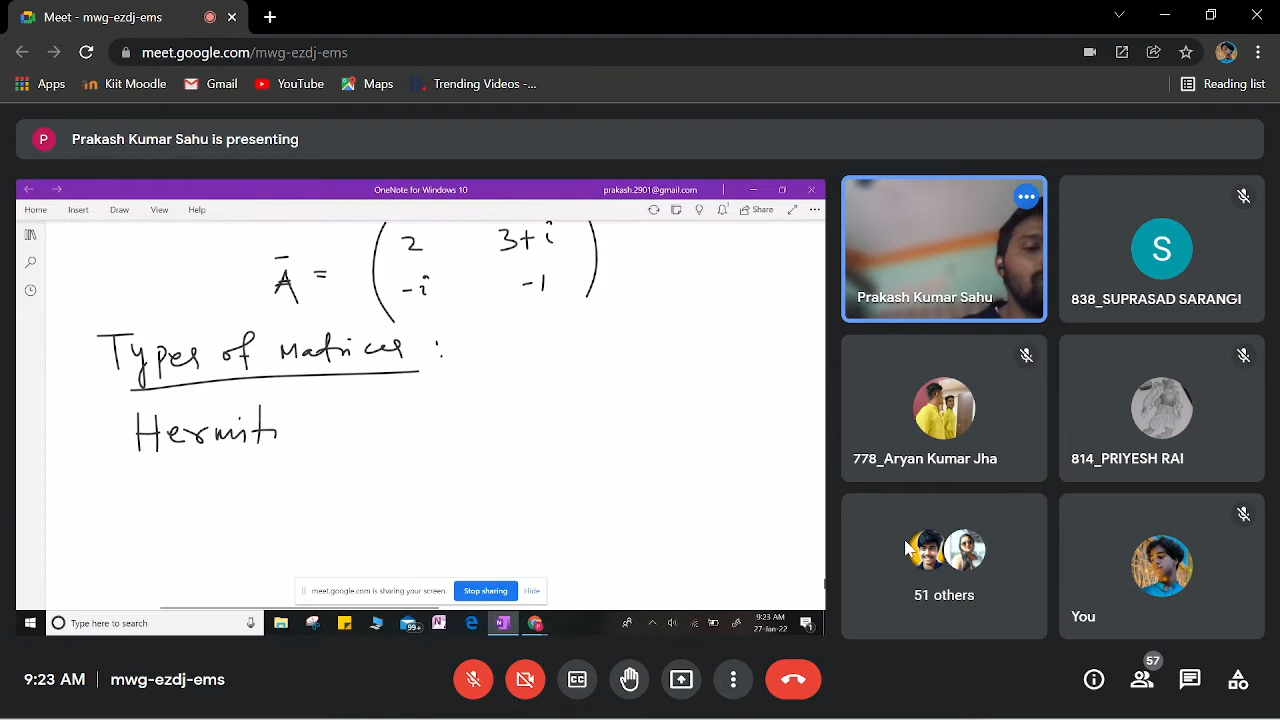 Meet - mwg-ezdj-ems
meet.google.com/mwg-ezdj-ems
Apps Kiit Moodle Gmail YouTube Maps Trending Videos -... Reading list
P Prakash Kumar Sahu is presenting
OneNote for Windows 10 prakash.2901@gmail.com
Home Insert Draw View Help Share
2 3+i
Ā =
-i -1
Types of Matrices :
Hermit
meet.google.com is sharing your screen. Stop sharing Hide
Type here to search 99+ 9:23 AM
27-Jan-22 1
Prakash Kumar Sahu
S
838_SUPRASAD SARANGI
778_Aryan Kumar Jha
814_PRIYESH RAI
51 others
You
9:23 AM mwg-ezdj-ems 57